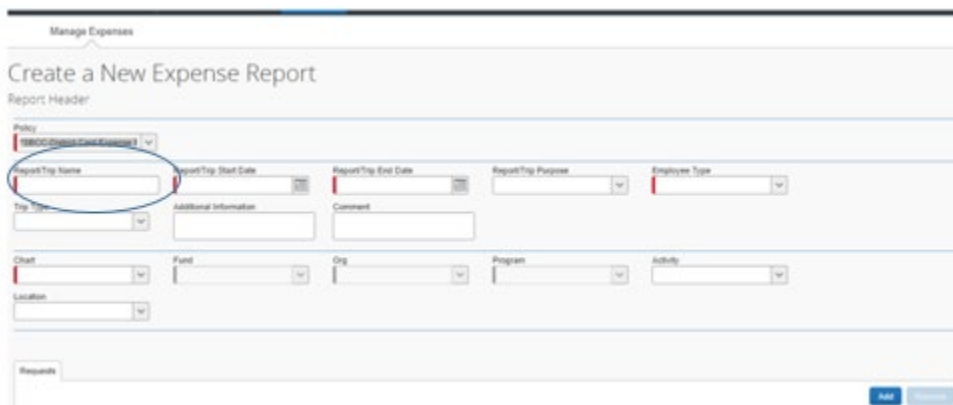 Manage Expenses
Create a New Expense Report
Report Header
Policy
Report/Trip Name Report/Trip Start Date Report/Trip End Date Report/Trip Purpose Employee Type
Trip Type Additional Information Comment
Chart Fund Org Program Activity
Location
Requests
Add Remove